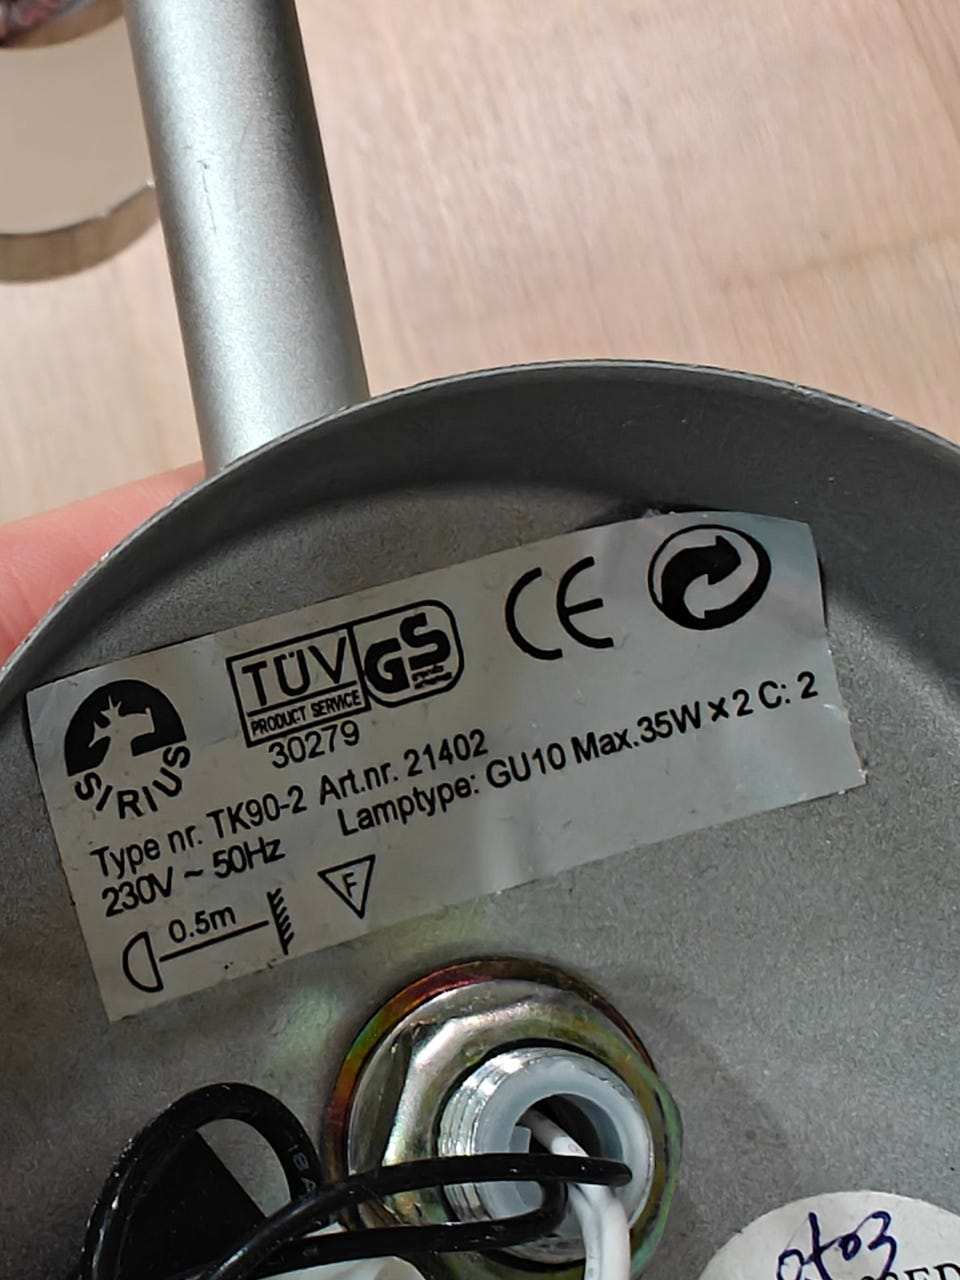 SIRIUS
TÜV
PRODUCT SERVICE
GS
CE
30279
Type nr. TK90-2 Art.nr. 21402
230V ~ 50Hz
Lamptype: GU10 Max.35W x 2 C: 2
0.5m
F